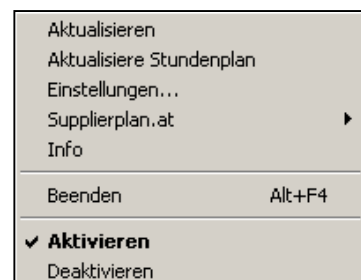 Aktualisieren
Aktualisiere Stundenplan
Einstellungen...
Supplierplan.at
Info
Beenden Alt+F4
Aktivieren
Deaktivieren